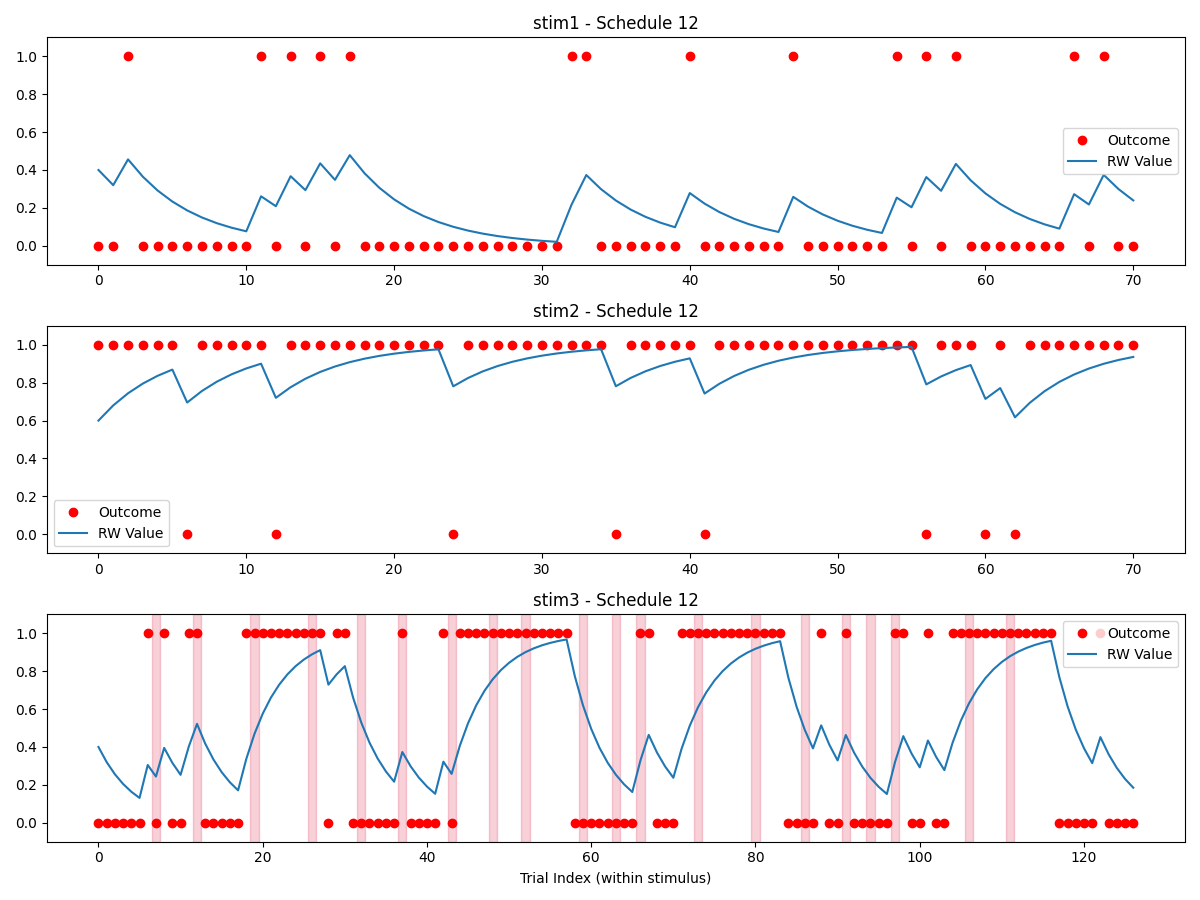 stim1 - Schedule 12
1.0
0.8
0.6
0.4
0.2
0.0
Outcome
RW Value
0 10 20 30 40 50 60 70
stim2 - Schedule 12
1.0
0.8
0.6
0.4
0.2
0.0
Outcome
RW Value
0 10 20 30 40 50 60 70
stim3 - Schedule 12
1.0
0.8
0.6
0.4
0.2
0.0
Outcome
RW Value
0 20 40 60 80 100 120
Trial Index (within stimulus)